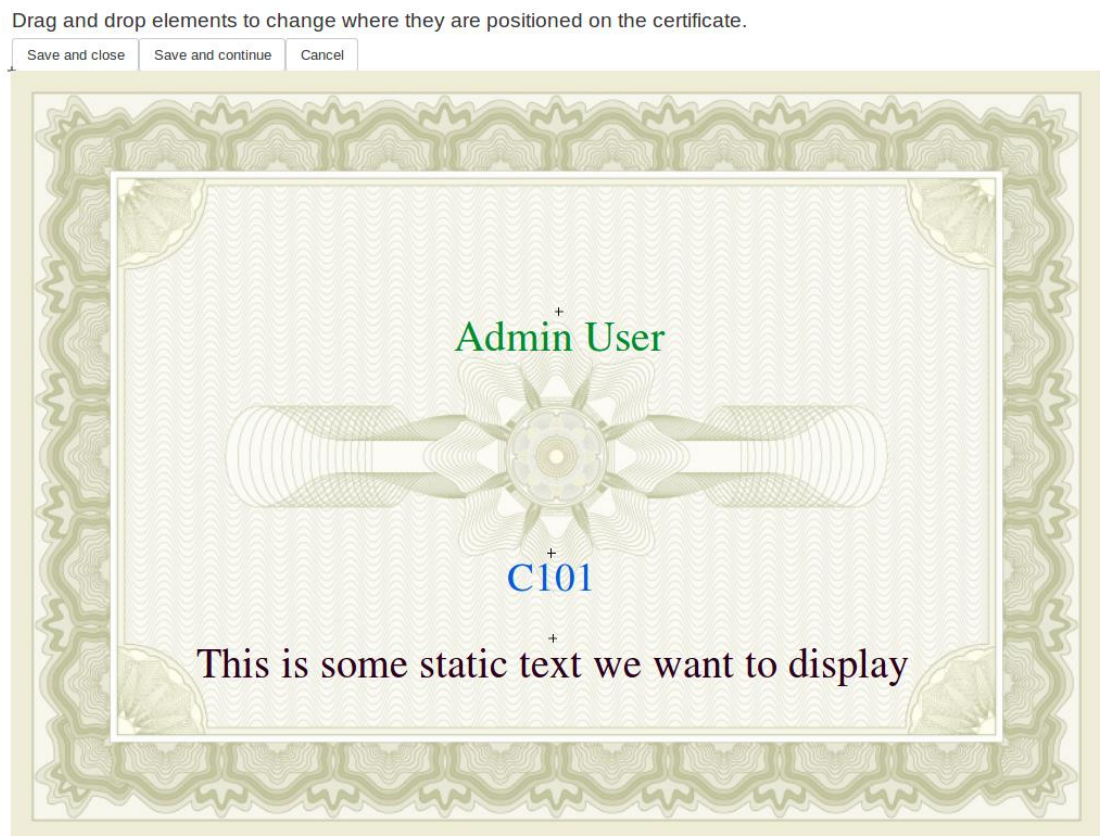 Drag and drop elements to change where they are positioned on the certificate.
Save and close
Save and continue
Cancel
Admin User
C101
This is some static text we want to display